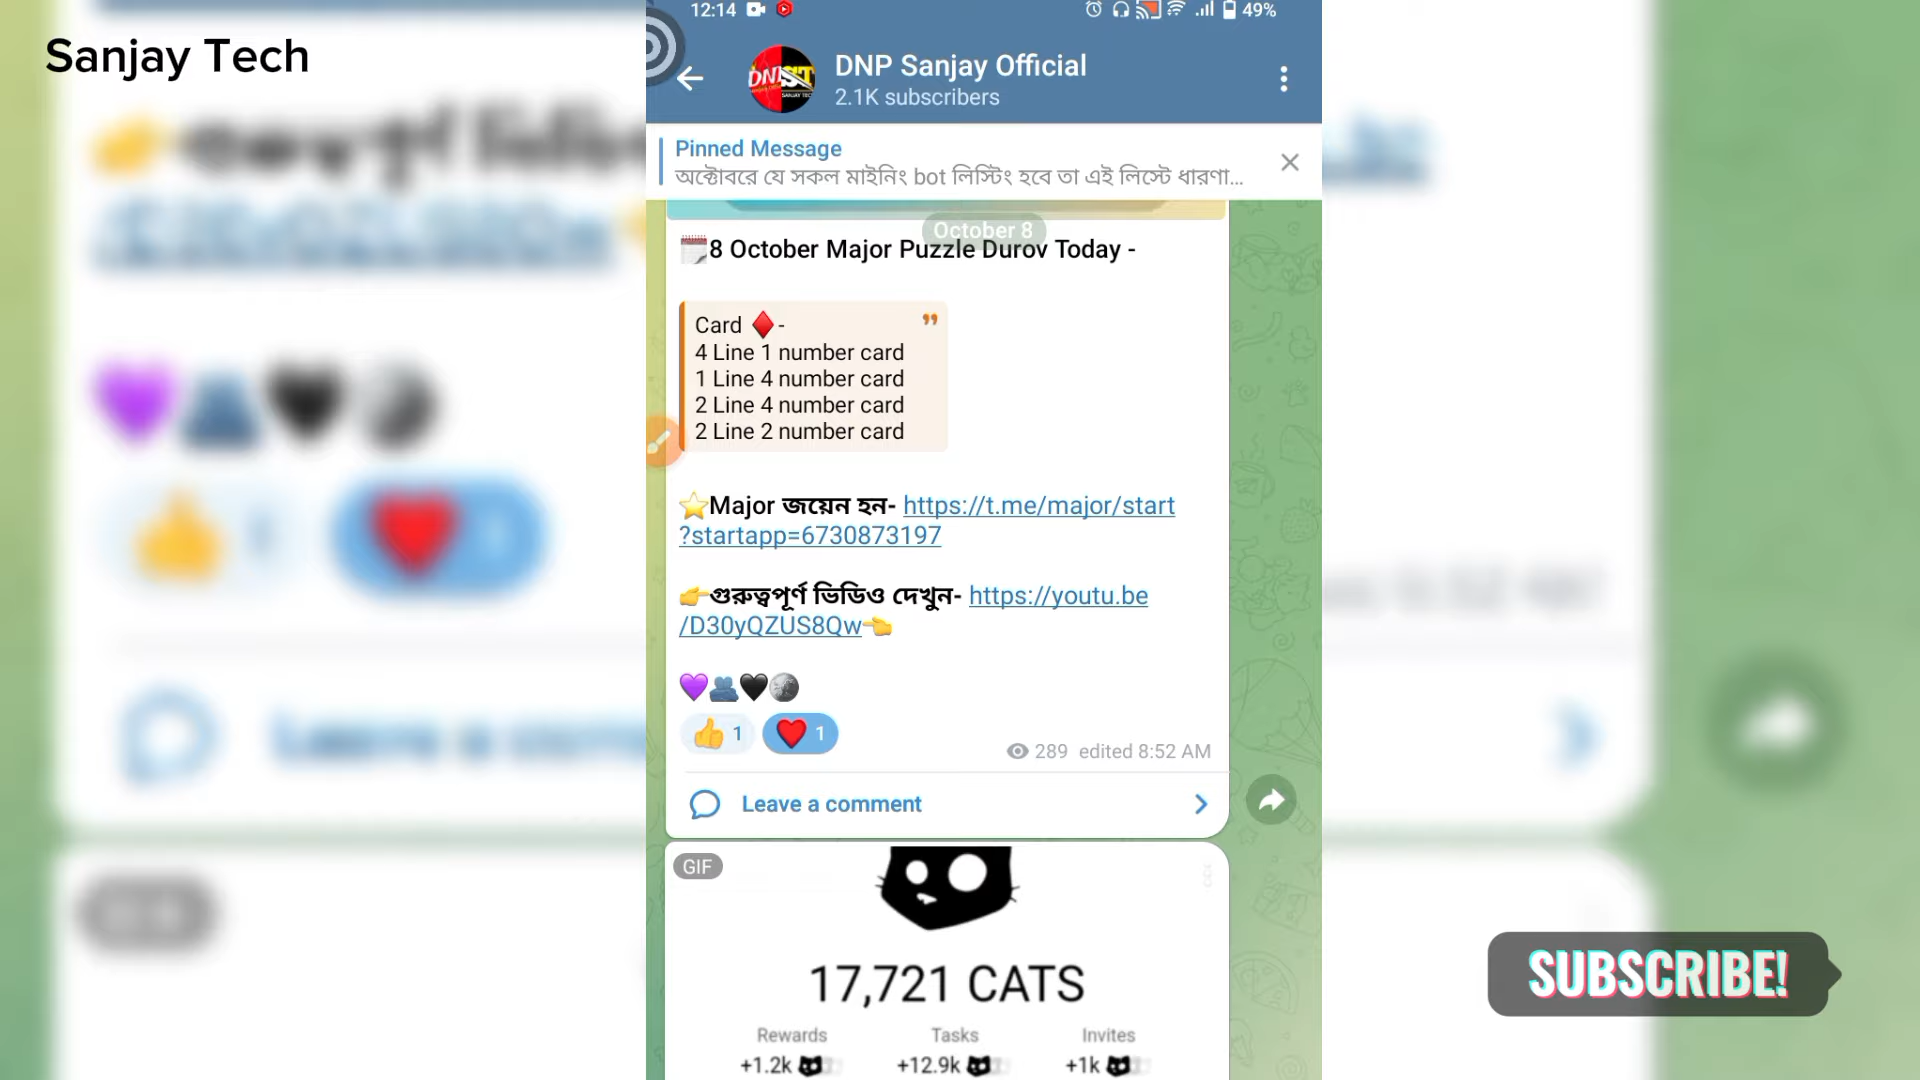 Sanjay Tech
12:14
49%
DNP Sanjay Official
2.1K subscribers
Pinned Message
অক্টোবরে যে সকল মাইনিং bot লিস্টিং হবে তা এই লিস্টে ধারণা...
October 8
8 October Major Puzzle Durov Today -
Card ♦️-
4 Line 1 number card
1 Line 4 number card
2 Line 4 number card
2 Line 2 number card
⭐Major জয়েন হন- https://t.me/major/start
?startapp=6730873197
👉গুরুত্বপূর্ণ ভিডিও দেখুন- https://youtu.be
/D30yQZUS8Qw👈
💜🫂🖤🌑
👍 1 ❤️ 1
289 edited 8:52 AM
Leave a comment
GIF
17,721 CATS
Rewards Tasks Invites
+1.2k +12.9k +1k
SUBSCRIBE!